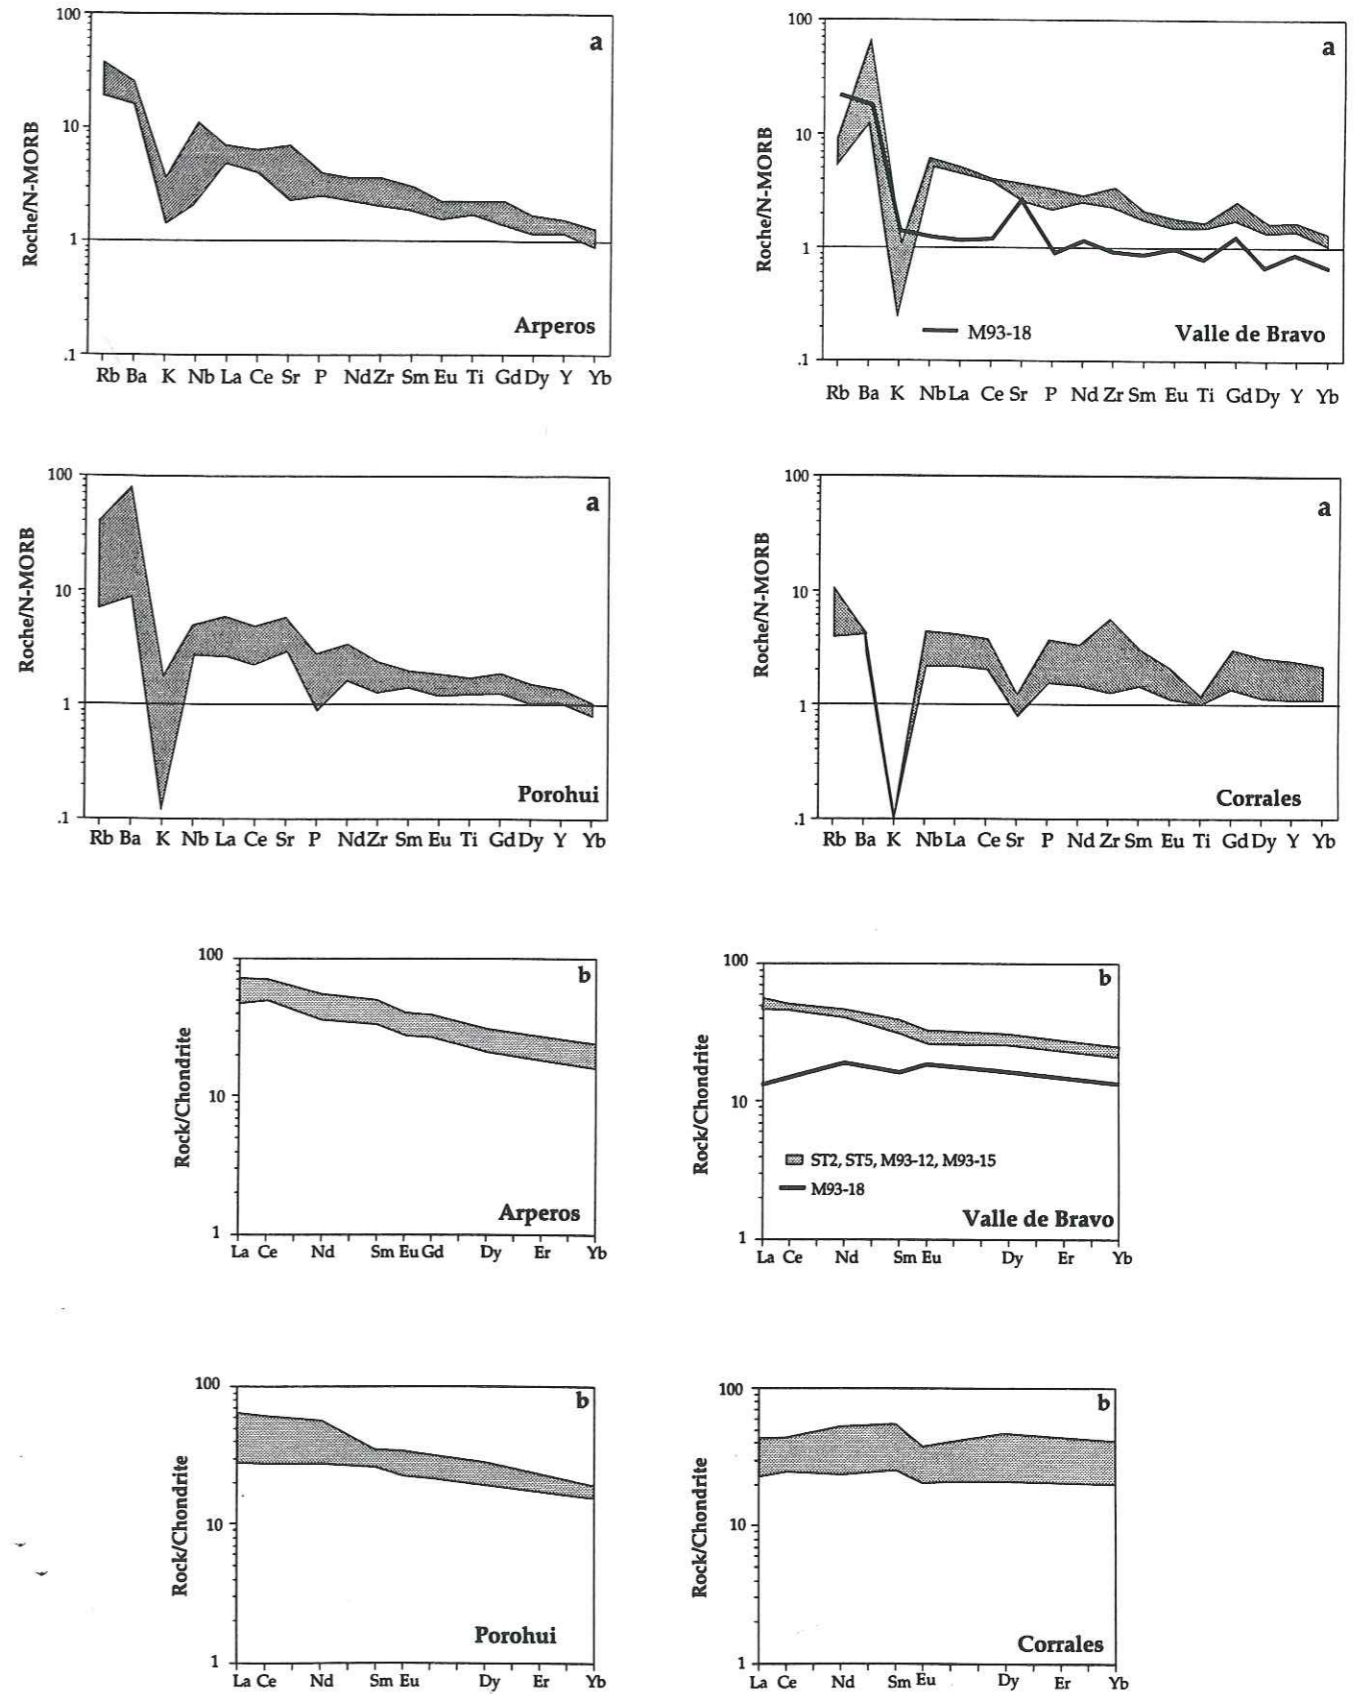 100
a
10
Roche/N-MORB
1
Arperos
.1
Rb Ba K Nb La Ce Sr P Nd Zr Sm Eu Ti Gd Dy Y Yb
100
a
10
Roche/N-MORB
1
M93-18
Valle de Bravo
.1
Rb Ba K Nb La Ce Sr P Nd Zr Sm Eu Ti Gd Dy Y Yb
100
a
10
Roche/N-MORB
1
Porohui
.1
Rb Ba K Nb La Ce Sr P Nd Zr Sm Eu Ti Gd Dy Y Yb
100
a
10
Roche/N-MORB
1
Corrales
.1
Rb Ba K Nb La Ce Sr P Nd Zr Sm Eu Ti Gd Dy Y Yb
100
b
10
Rock/Chondrite
Arperos
1
La Ce Nd Sm Eu Gd Dy Er Yb
100
b
10
Rock/Chondrite
ST2, ST5, M93-12, M93-15
M93-18
Valle de Bravo
1
La Ce Nd Sm Eu Dy Er Yb
100
b
10
Rock/Chondrite
Porohui
1
La Ce Nd Sm Eu Dy Er Yb
100
b
10
Rock/Chondrite
Corrales
1
La Ce Nd Sm Eu Dy Er Yb